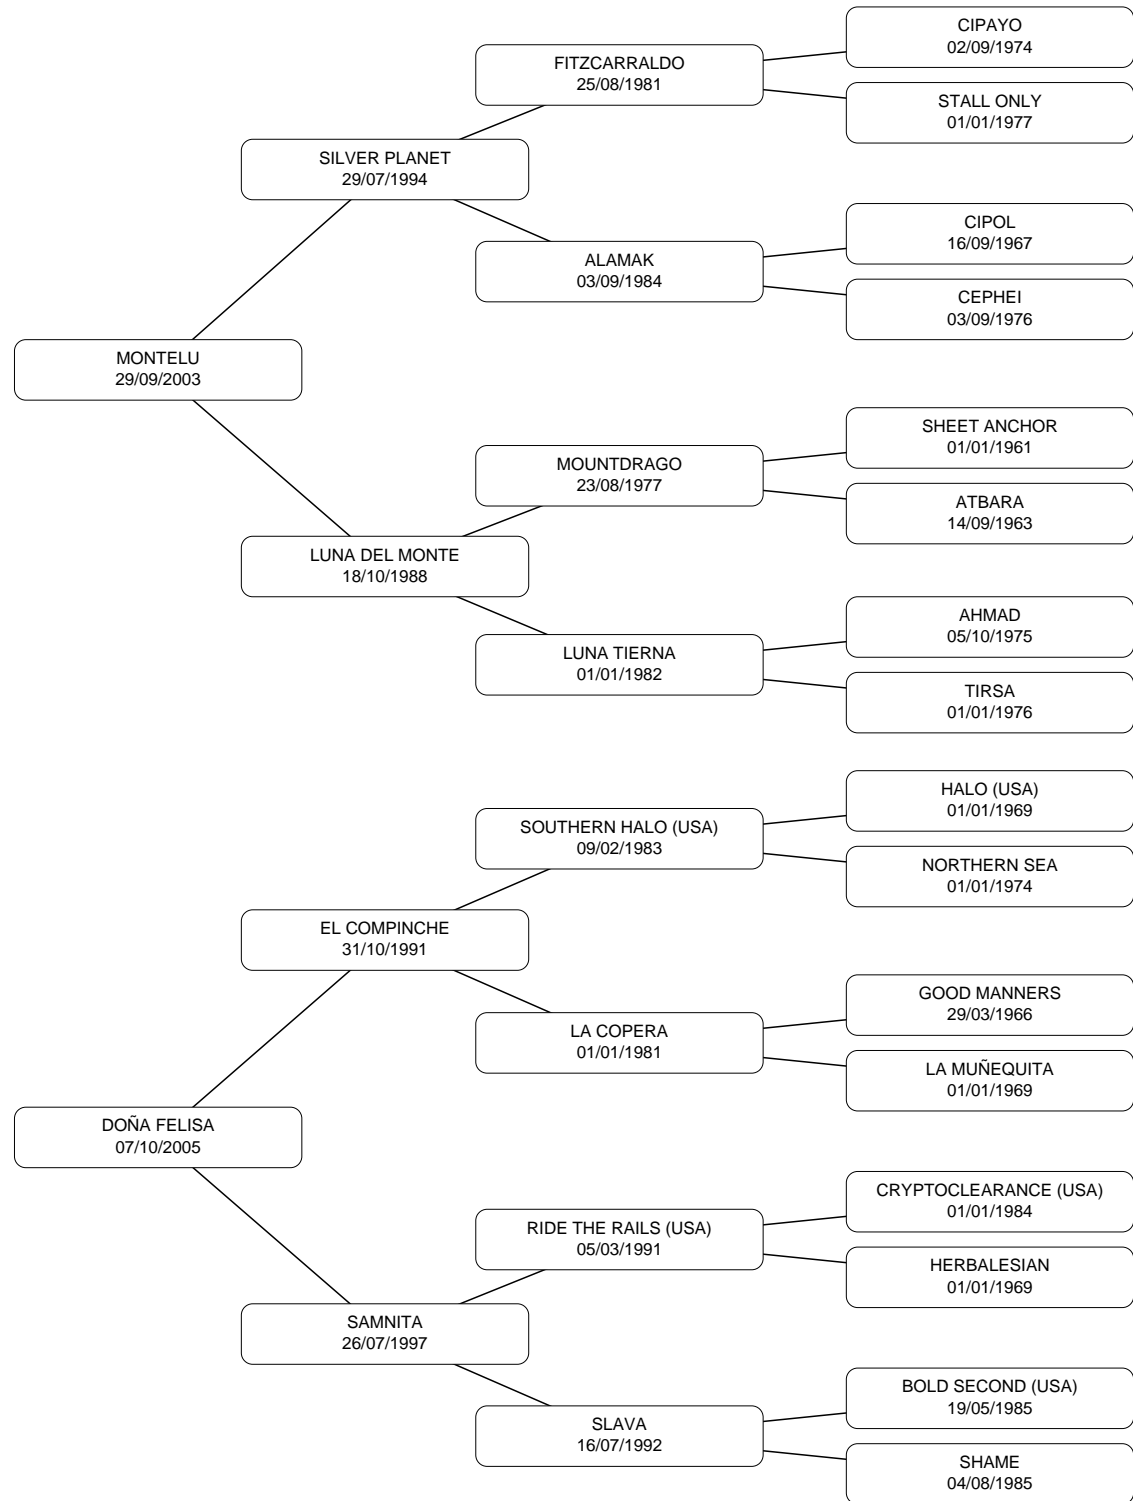 CIPAYO
02/09/1974
FITZCARRALDO
25/08/1981
STALL ONLY
01/01/1977
SILVER PLANET
29/07/1994
CIPOL
16/09/1967
ALAMAK
03/09/1984
CEPHEI
03/09/1976
MONTELU
29/09/2003
SHEET ANCHOR
01/01/1961
MOUNTDRAGO
23/08/1977
ATBARA
14/09/1963
LUNA DEL MONTE
18/10/1988
AHMAD
05/10/1975
LUNA TIERNA
01/01/1982
TIRSA
01/01/1976
HALO (USA)
01/01/1969
SOUTHERN HALO (USA)
09/02/1983
NORTHERN SEA
01/01/1974
EL COMPINCHE
31/10/1991
GOOD MANNERS
29/03/1966
LA COPERA
01/01/1981
LA MUÑEQUITA
01/01/1969
DOÑA FELISA
07/10/2005
CRYPTOCLEARANCE (USA)
01/01/1984
RIDE THE RAILS (USA)
05/03/1991
HERBALESIAN
01/01/1969
SAMNITA
26/07/1997
BOLD SECOND (USA)
19/05/1985
SLAVA
16/07/1992
SHAME
04/08/1985